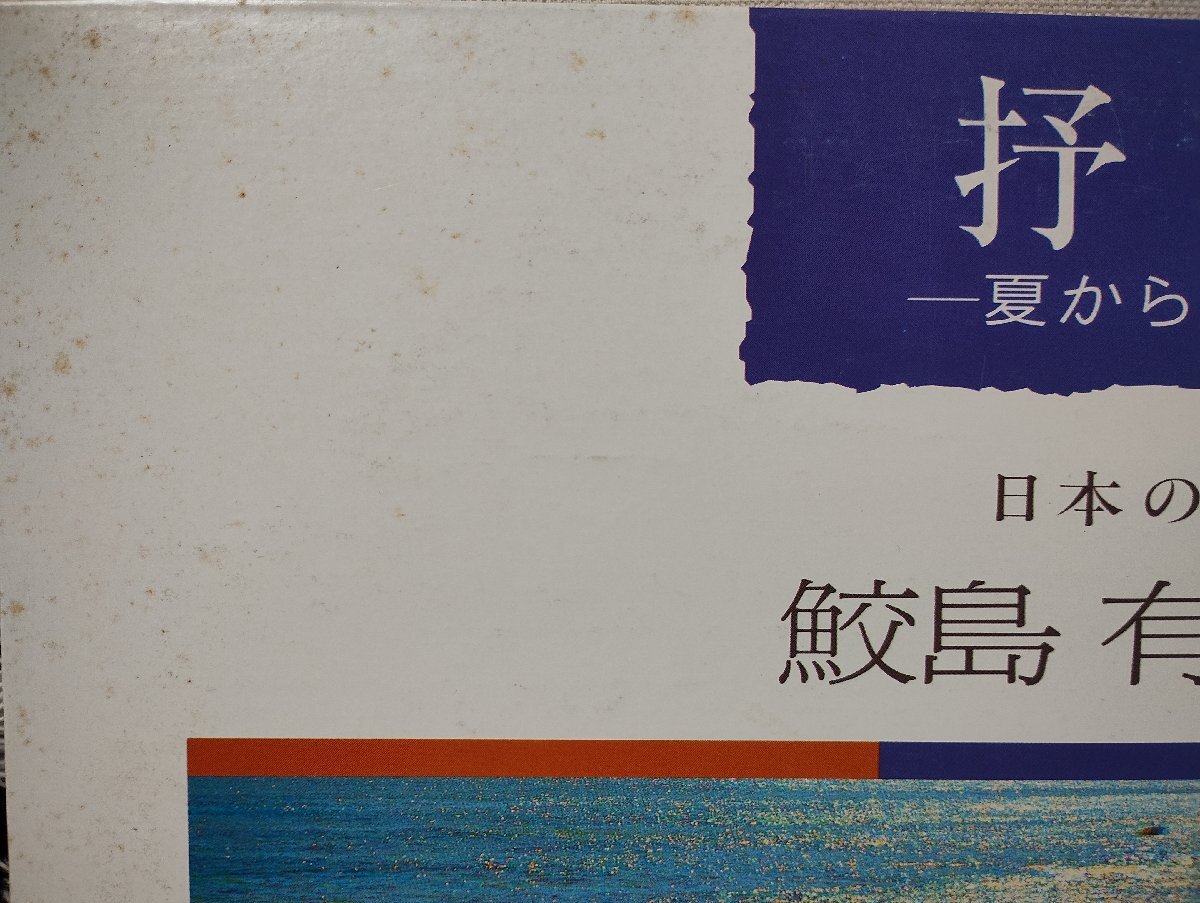 抒
—夏から
日本の
鮫島 有